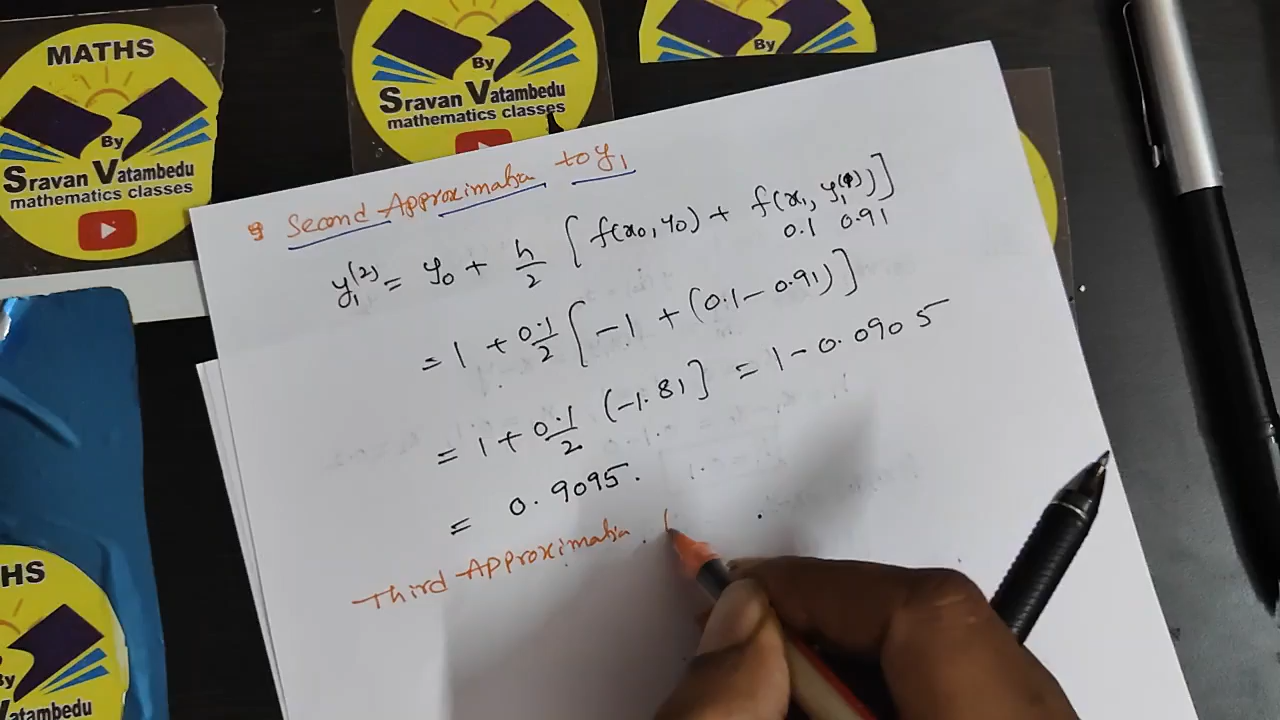 MATHS
By
Sravan Vatambedu
mathematics classes
By
Sravan Vatambedu
mathematics classes
By
Second Approximation to y₁
y₁⁽²⁾ = y₀ + h/2 [f(x₀, y₀) + f(x₁, y₁⁽¹⁾)]
0.1 0.91
= 1 + 0.1/2 [-1 + (0.1 - 0.91)]
= 1 + 0.1/2 (-1.81] = 1 - 0.0905
= 0.9095.
Third Approximation
HS
By
Vatambedu